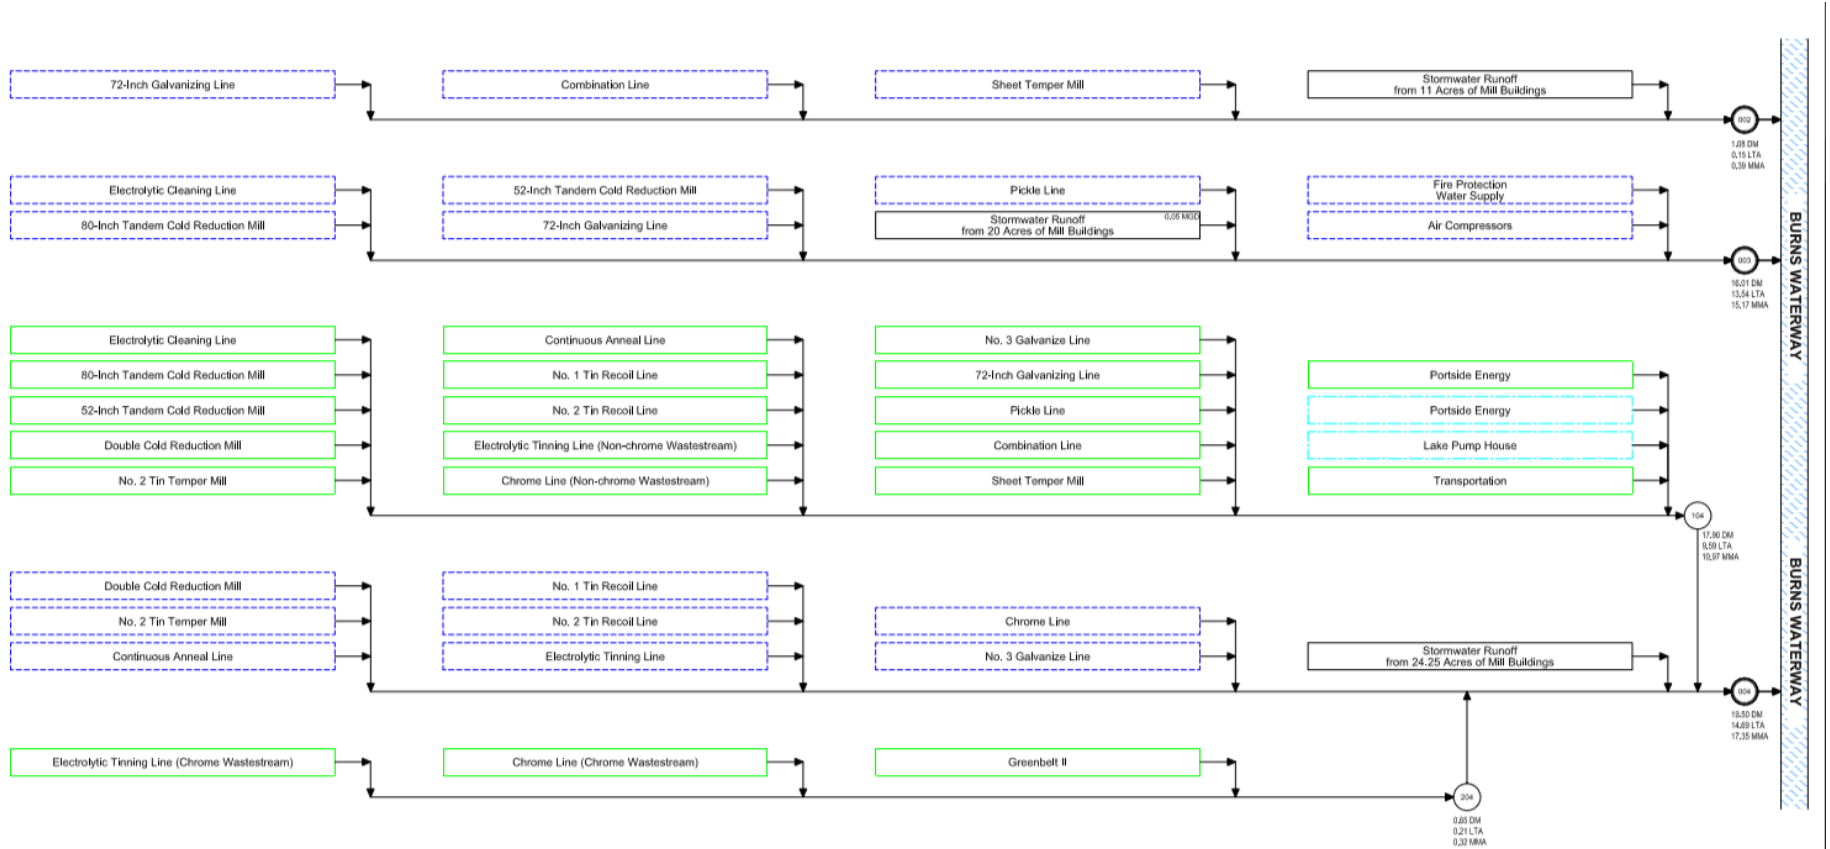 72-Inch Galvanizing Line
Combination Line
Sheet Temper Mill
Stormwater Runoff
from 11 Acres of Mill Buildings
002
1.08 DM
0.15 LTA
0.39 MMA
Electrolytic Cleaning Line
52-Inch Tandem Cold Reduction Mill
Pickle Line
Fire Protection
Water Supply
80-Inch Tandem Cold Reduction Mill
72-Inch Galvanizing Line
Stormwater Runoff
from 20 Acres of Mill Buildings
0.05 MGD
Air Compressors
003
16.01 DM
13.54 LTA
15.17 MMA
BURNS WATERWAY
Electrolytic Cleaning Line
Continuous Anneal Line
No. 3 Galvanize Line
80-Inch Tandem Cold Reduction Mill
No. 1 Tin Recoil Line
72-Inch Galvanizing Line
Portside Energy
52-Inch Tandem Cold Reduction Mill
No. 2 Tin Recoil Line
Pickle Line
Portside Energy
Double Cold Reduction Mill
Electrolytic Tinning Line (Non-chrome Wastestream)
Combination Line
Lake Pump House
No. 2 Tin Temper Mill
Chrome Line (Non-chrome Wastestream)
Sheet Temper Mill
Transportation
104
17.90 DM
9.59 LTA
10.97 MMA
Double Cold Reduction Mill
No. 1 Tin Recoil Line
No. 2 Tin Temper Mill
No. 2 Tin Recoil Line
Chrome Line
Continuous Anneal Line
Electrolytic Tinning Line
No. 3 Galvanize Line
Stormwater Runoff
from 24.25 Acres of Mill Buildings
004
19.50 DM
14.69 LTA
17.35 MMA
BURNS WATERWAY
Electrolytic Tinning Line (Chrome Wastestream)
Chrome Line (Chrome Wastestream)
Greenbelt II
204
0.65 DM
0.21 LTA
0.32 MMA